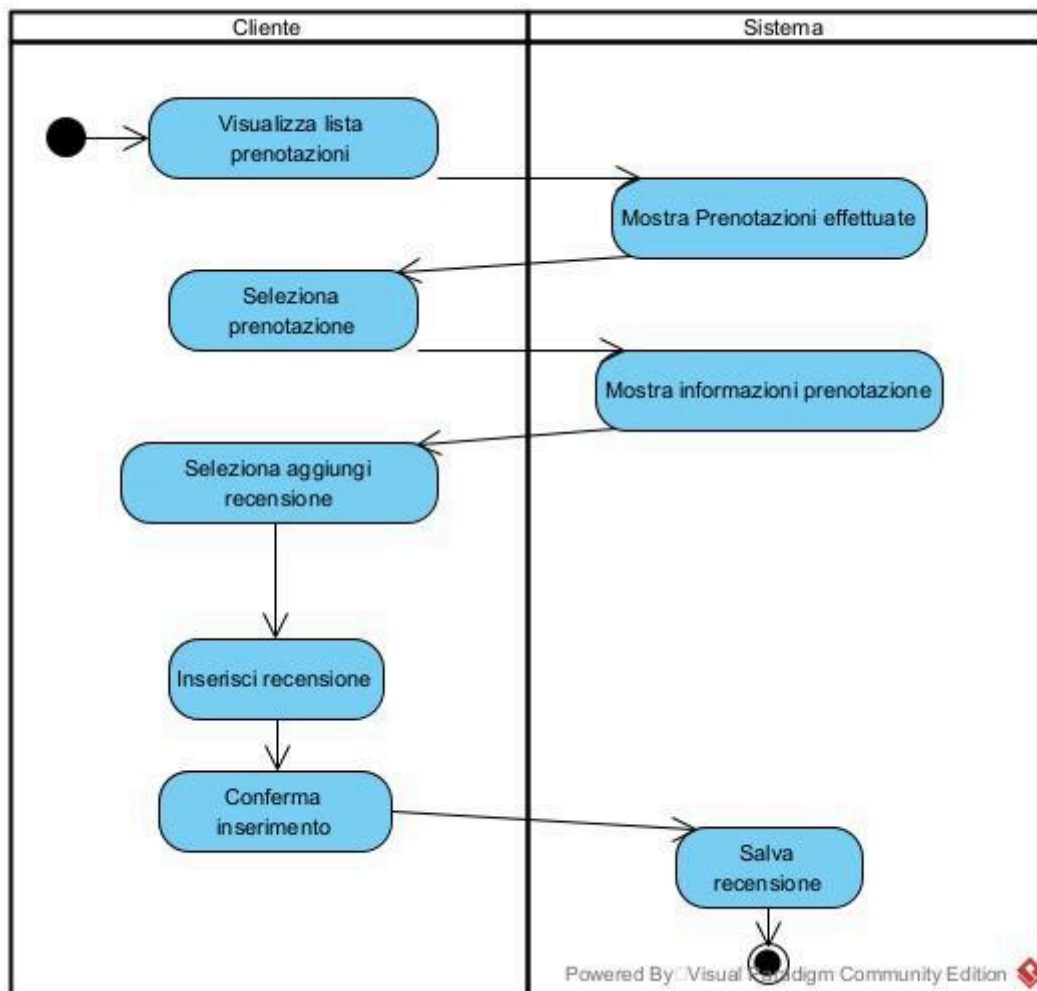 Cliente
Sistema
Visualizza lista
prenotazioni
Mostra Prenotazioni effettuate
Seleziona
prenotazione
Mostra informazioni prenotazione
Seleziona aggiungi
recensione
Inserisci recensione
Conferma
inserimento
Salva
recensione
Powered By Visual Paradigm Community Edition